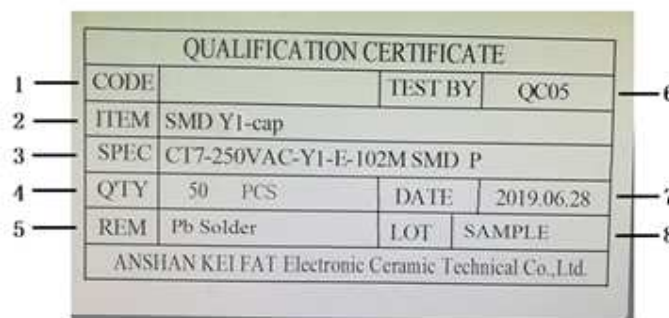 QUALIFICATION CERTIFICATE
1 CODE TEST BY QC05 6
2 ITEM SMD Y1-cap
3 SPEC CT7-250VAC-Y1-E-102M SMD P
4 Q'TY 50 PCS DATE 2019.06.28 7
5 REM Pb Solder LOT SAMPLE 8
ANSHAN KEI FAT Electronic Ceramic Technical Co.,Ltd.